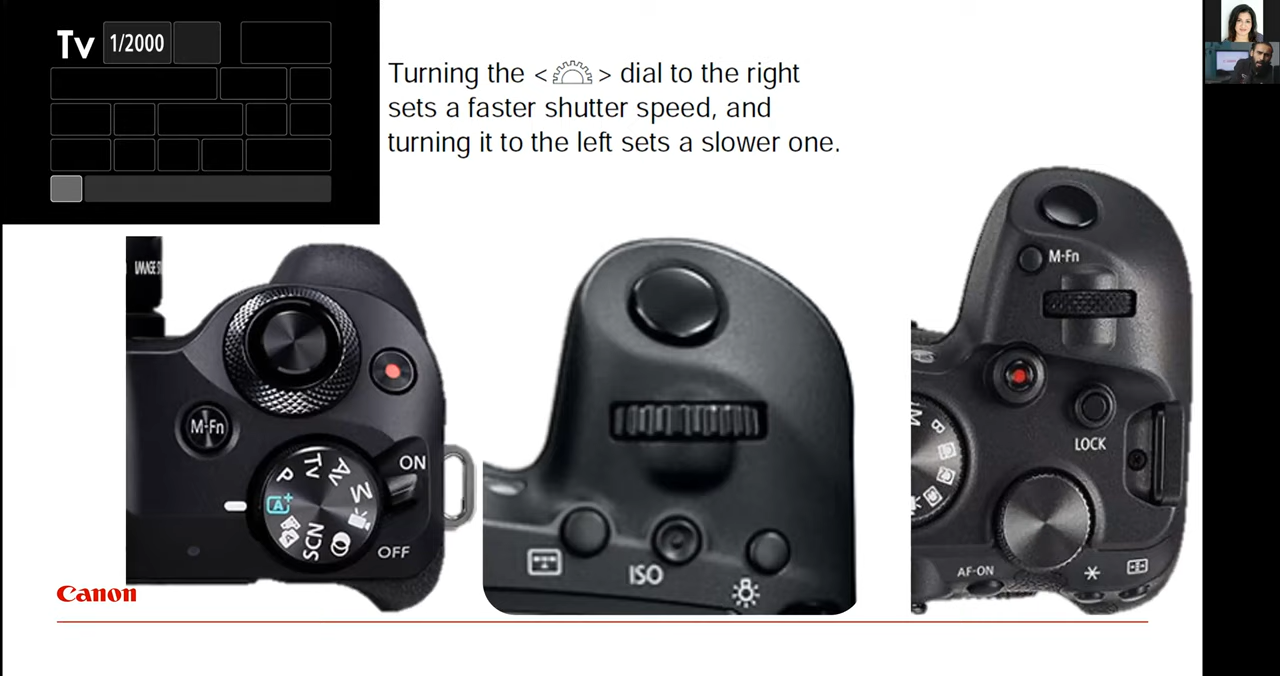 Tv 1/2000
Turning the < > dial to the right
sets a faster shutter speed, and
turning it to the left sets a slower one.
IMAGE
M-Fn
ON
OFF
P
Tv
Av
M
A+
SCN
ISO
M-Fn
LOCK
M
B
AF-ON
Canon